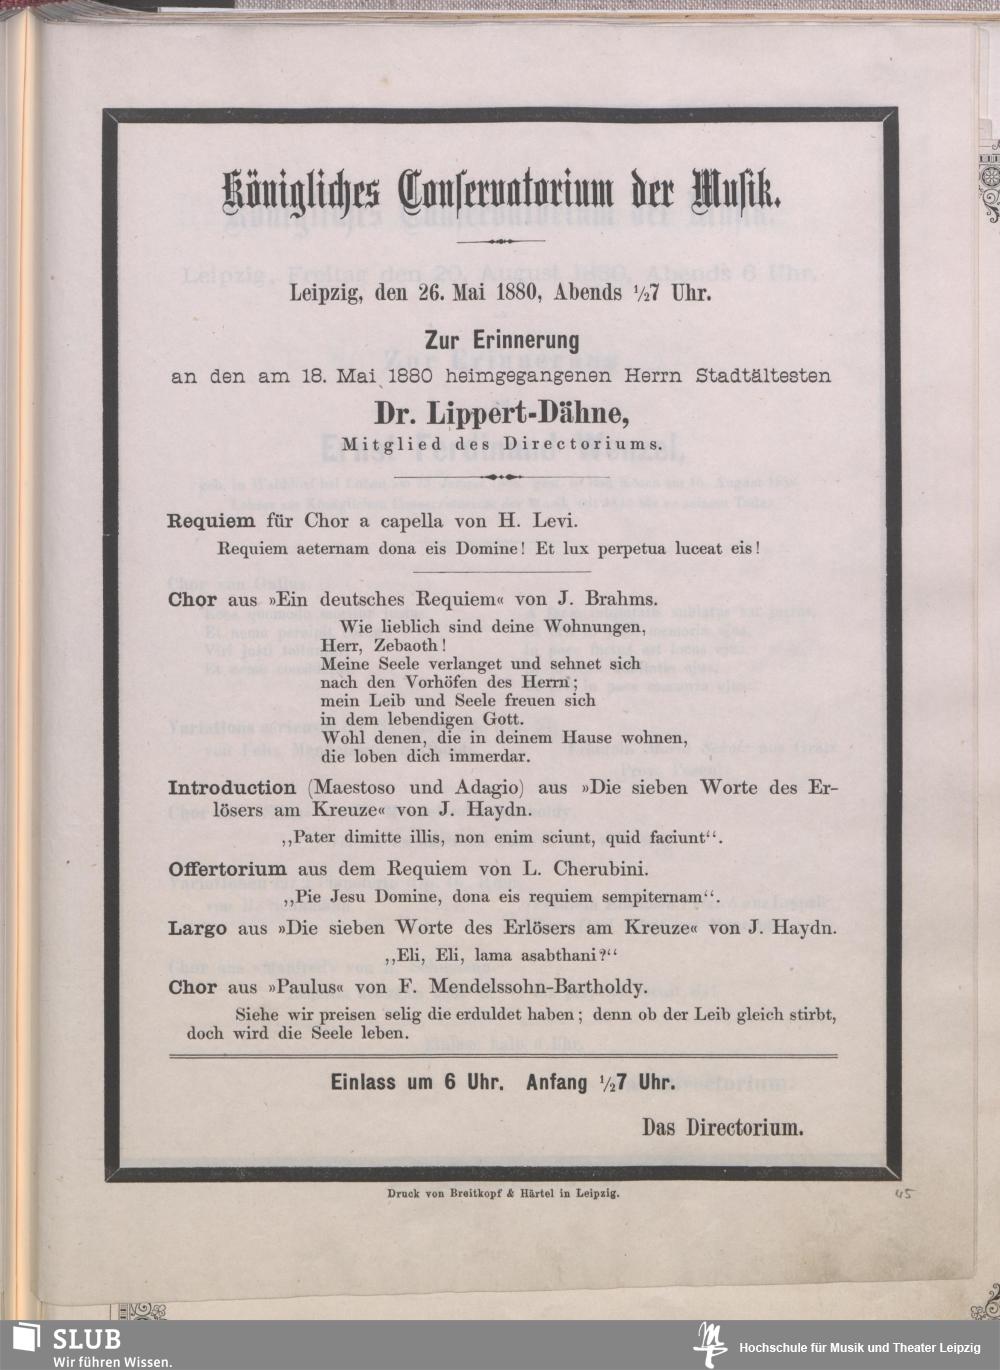 Königliches Conservatorium der Musik.
Leipzig, den 26. Mai 1880, Abends ½7 Uhr.
Zur Erinnerung
an den am 18. Mai 1880 heimgegangenen Herrn Stadtältesten
Dr. Lippert-Dähne,
Mitglied des Directoriums.
Requiem für Chor a capella von H. Levi.
Requiem aeternam dona eis Domine! Et lux perpetua luceat eis!
Chor aus »Ein deutsches Requiem« von J. Brahms.
Wie lieblich sind deine Wohnungen,
Herr, Zebaoth!
Meine Seele verlanget und sehnet sich
nach den Vorhöfen des Herrn;
mein Leib und Seele freuen sich
in dem lebendigen Gott.
Wohl denen, die in deinem Hause wohnen,
die loben dich immerdar.
Introduction (Maestoso und Adagio) aus »Die sieben Worte des Er-
lösers am Kreuze« von J. Haydn.
„Pater dimitte illis, non enim sciunt, quid faciunt“.
Offertorium aus dem Requiem von L. Cherubini.
„Pie Jesu Domine, dona eis requiem sempiternam“.
Largo aus »Die sieben Worte des Erlösers am Kreuze« von J. Haydn.
„Eli, Eli, lama asabthani?“
Chor aus »Paulus« von F. Mendelssohn-Bartholdy.
Siehe wir preisen selig die erduldet haben; denn ob der Leib gleich stirbt,
doch wird die Seele leben.
Einlass um 6 Uhr. Anfang ½7 Uhr.
Das Directorium.
Druck von Breitkopf & Härtel in Leipzig.
45
SLUB
Wir führen Wissen.
Hochschule für Musik und Theater Leipzig